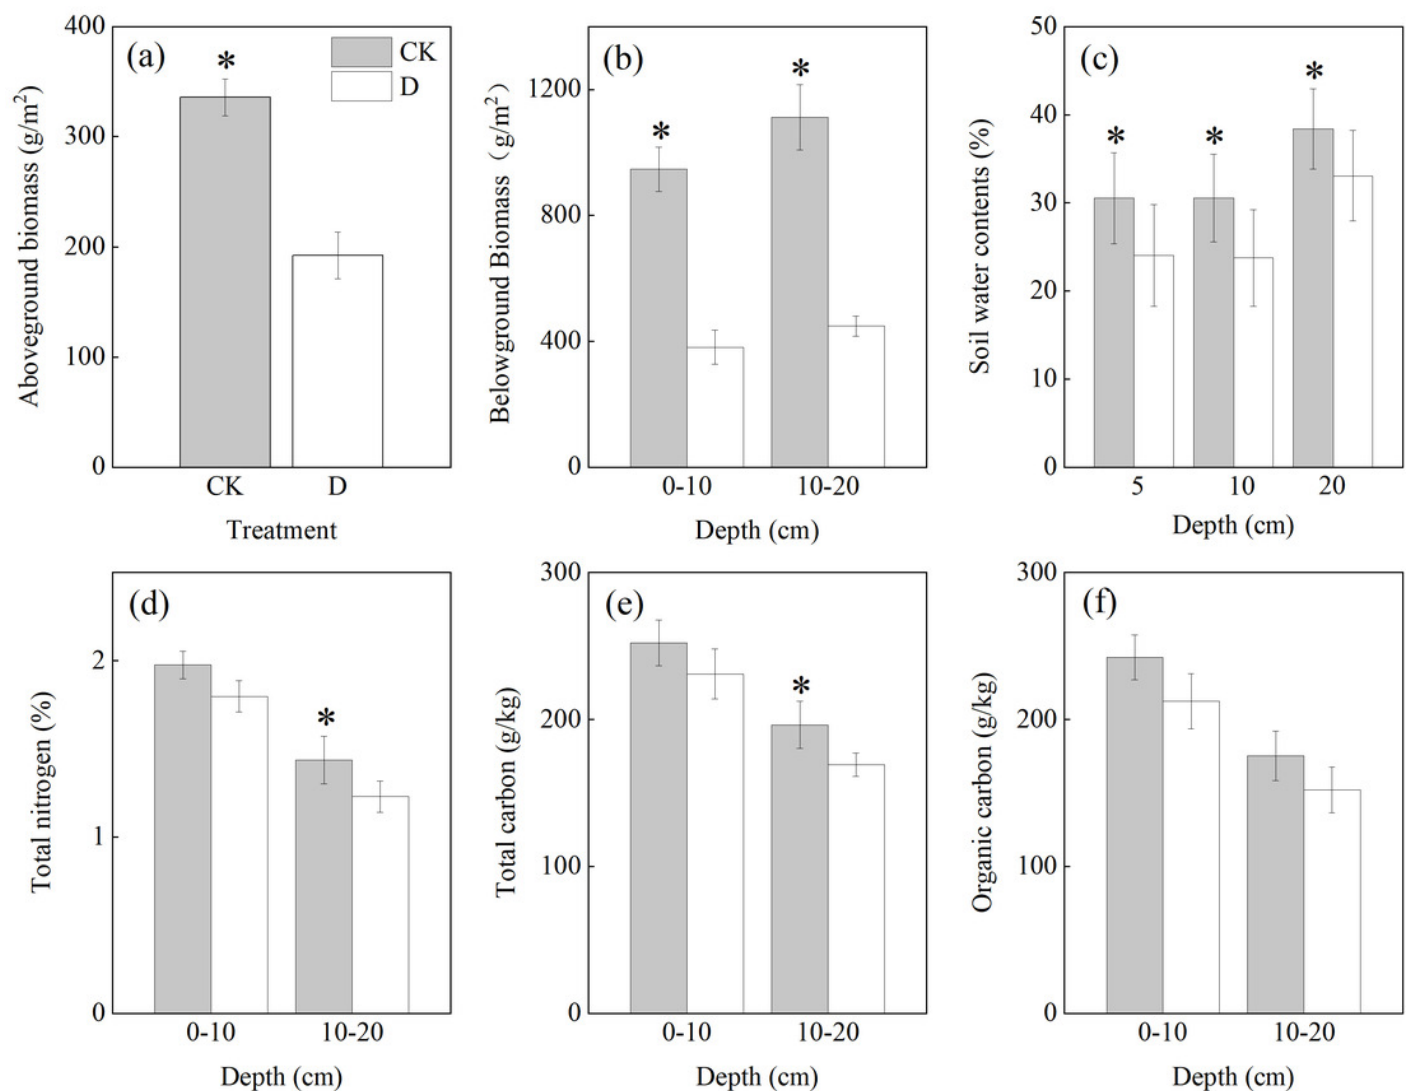 (a)
CK
D
*
Aboveground biomass (g/m²)
400
300
200
100
0
CK D
Treatment
(b)
* *
Belowground Biomass（g/m²)
1200
800
400
0
0-10 10-20
Depth (cm)
(c)
* * *
Soil water contents (%)
50
40
30
20
10
0
5 10 20
Depth (cm)
(d)
*
Total nitrogen (%)
2
1
0
0-10 10-20
Depth (cm)
(e)
*
Total carbon (g/kg)
300
200
100
0
0-10 10-20
Depth (cm)
(f)
Organic carbon (g/kg)
300
200
100
0
0-10 10-20
Depth (cm)